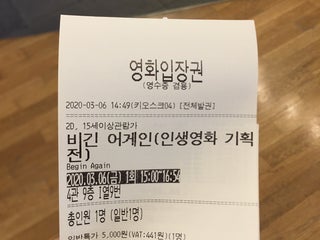 영화입장권
(영수증 겸용)
2020-03-06 14:49(키오스크04) [전체발권]
2D, 15세이상관람가
비긴 어게인(인생영화 기획
전)
Begin Again
2020.03.06(금) 1회 15:00-16:54
4관 9층 I열9번
총인원 1명 (일반1명)
일반특가 5,000원(VAT:441원)(1명)